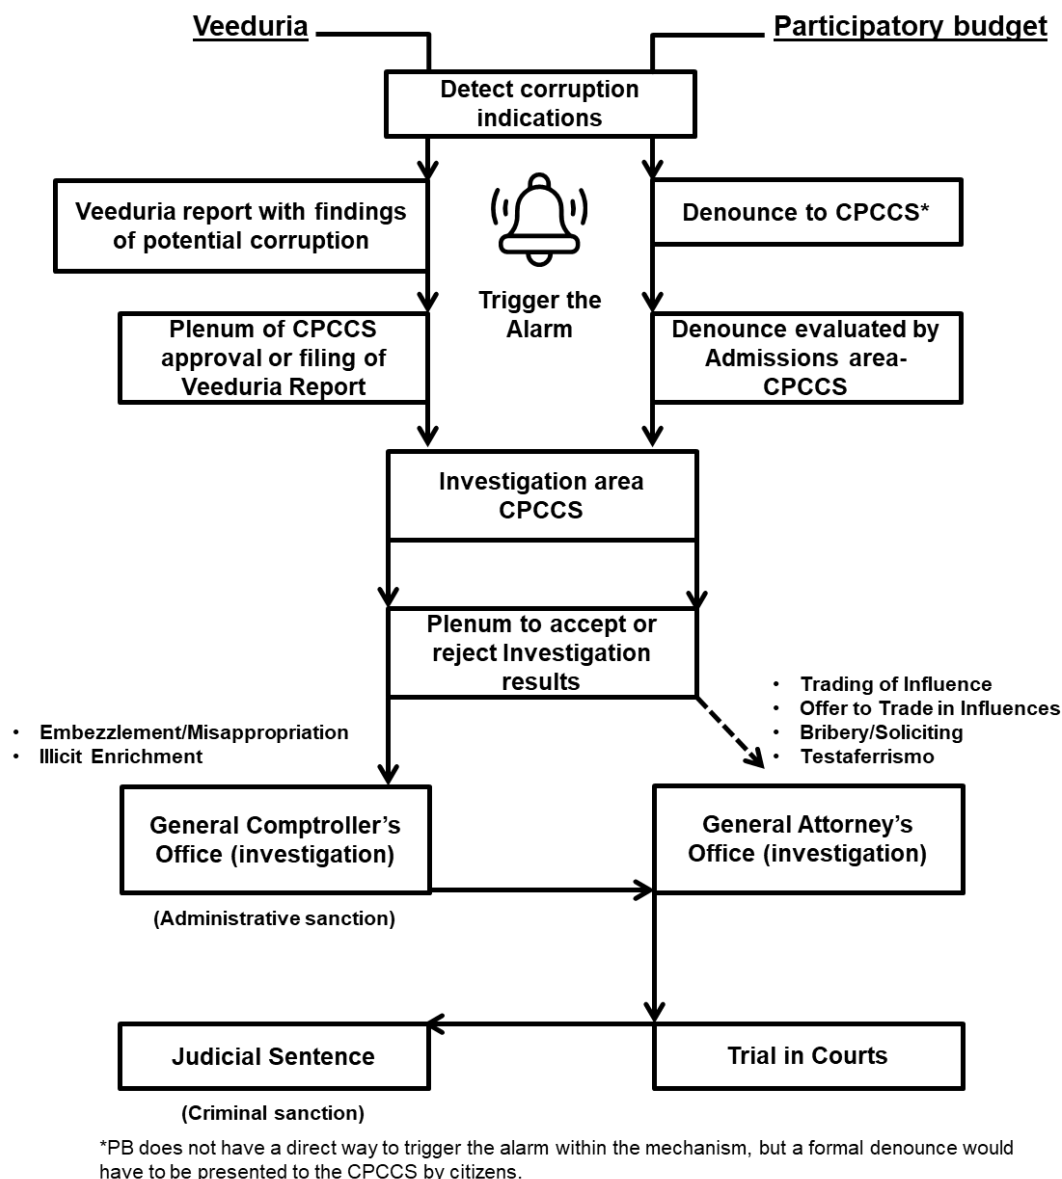 Veeduria
Participatory budget
Detect corruption
indications
Veeduria report with findings
of potential corruption
Denounce to CPCCS*
Trigger the
Alarm
Plenum of CPCCS
approval or filing of
Veeduria Report
Denounce evaluated by
Admissions area-
CPCCS
Investigation area
CPCCS
Plenum to accept or
reject Investigation
results
• Embezzlement/Misappropriation
• Illicit Enrichment
• Trading of Influence
• Offer to Trade in Influences
• Bribery/Soliciting
• Testaferrismo
General Comptroller’s
Office (investigation)
(Administrative sanction)
General Attorney’s
Office (investigation)
Judicial Sentence
(Criminal sanction)
Trial in Courts
*PB does not have a direct way to trigger the alarm within the mechanism, but a formal denounce would
have to be presented to the CPCCS by citizens.